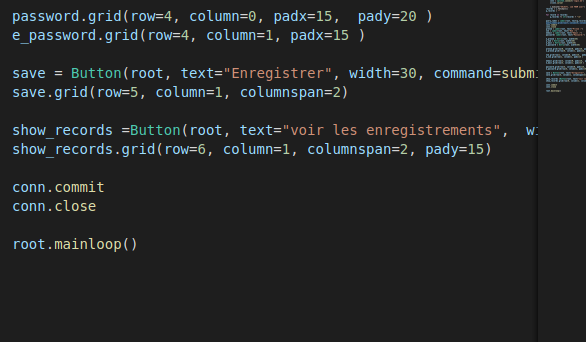 password.grid(row=4, column=0, padx=15,  pady=20 )
e_password.grid(row=4, column=1, padx=15 )
save = Button(root, text="Enregistrer", width=30, command=submi
save.grid(row=5, column=1, columnspan=2)
show_records =Button(root, text="voir les enregistrements",  wi
show_records.grid(row=6, column=1, columnspan=2, pady=15)
conn.commit
conn.close
root.mainloop()